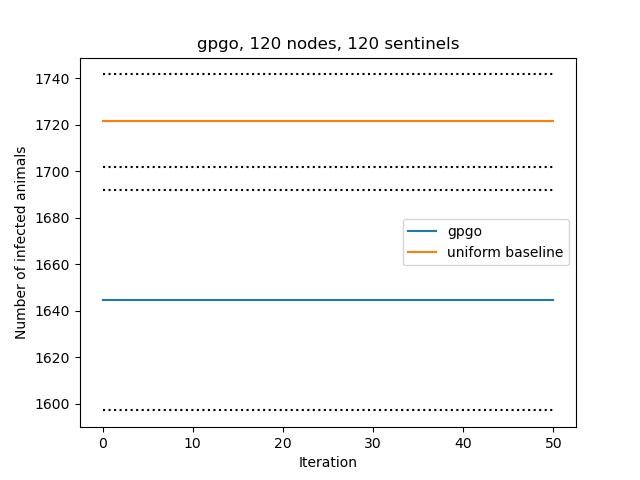 gpgo, 120 nodes, 120 sentinels
Number of infected animals
1740
1720
1700
1680
1660
1640
1620
1600
gpgo
uniform baseline
0 10 20 30 40 50
Iteration